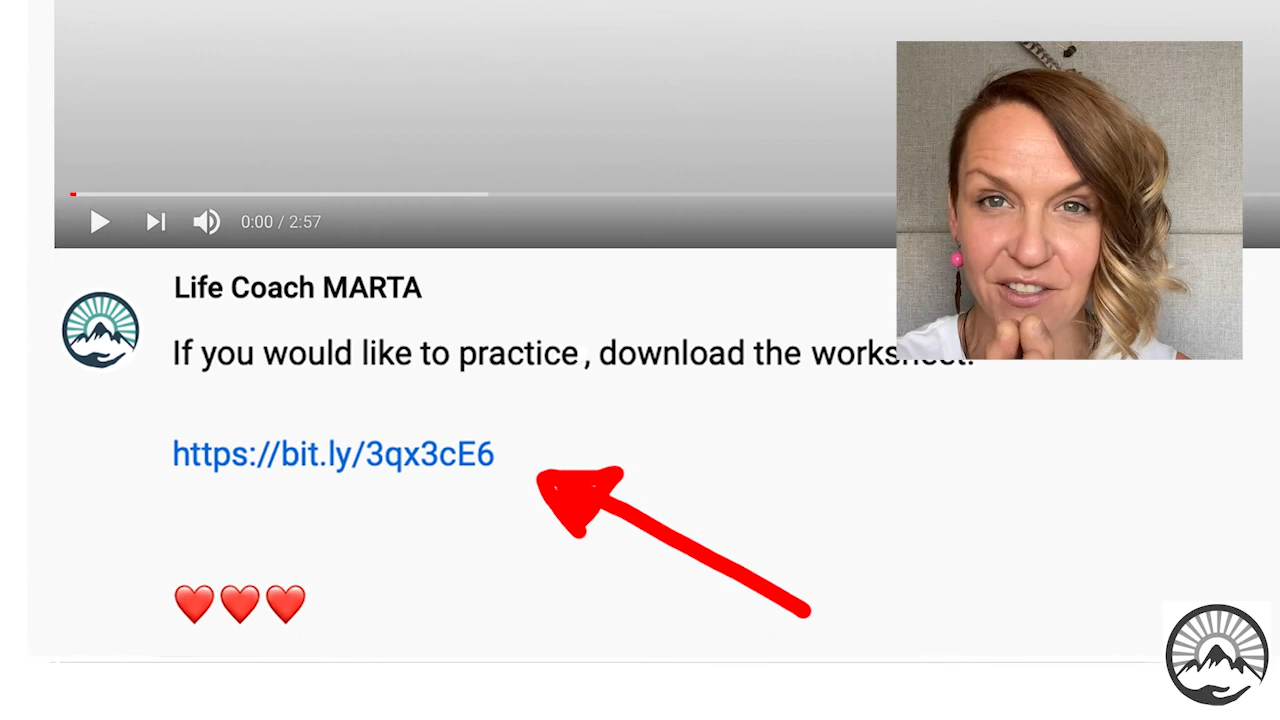 0:00 / 2:57
Life Coach MARTA
If you would like to practice, download the worksheet.
https://bit.ly/3qx3cE6